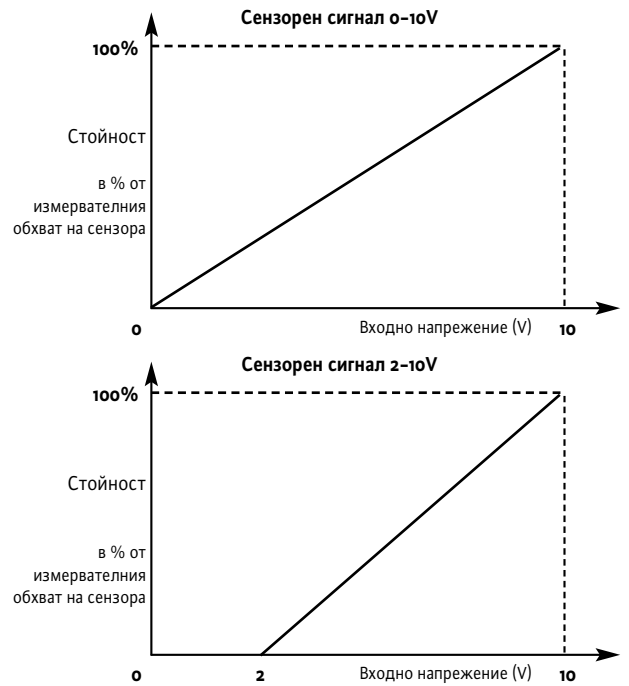 Сензорен сигнал 0–10V
100%
Стойност
в % от
измервателния
обхват на сензора
0
Входно напрежение (V)
10
Сензорен сигнал 2–10V
100%
Стойност
в % от
измервателния
обхват на сензора
0
2
Входно напрежение (V)
10